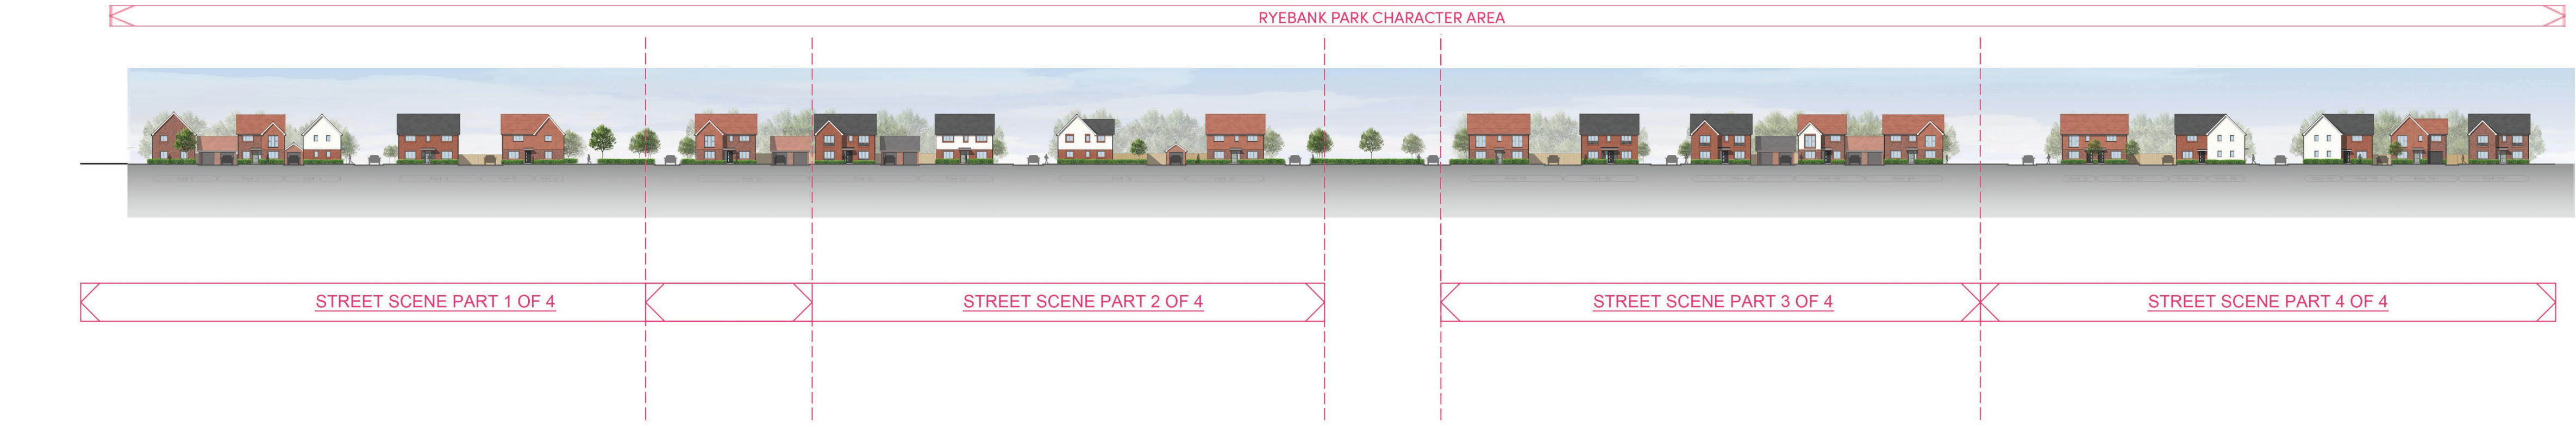 RYEBANK PARK CHARACTER AREA
STREET SCENE PART 1 OF 4
STREET SCENE PART 2 OF 4
STREET SCENE PART 3 OF 4
STREET SCENE PART 4 OF 4